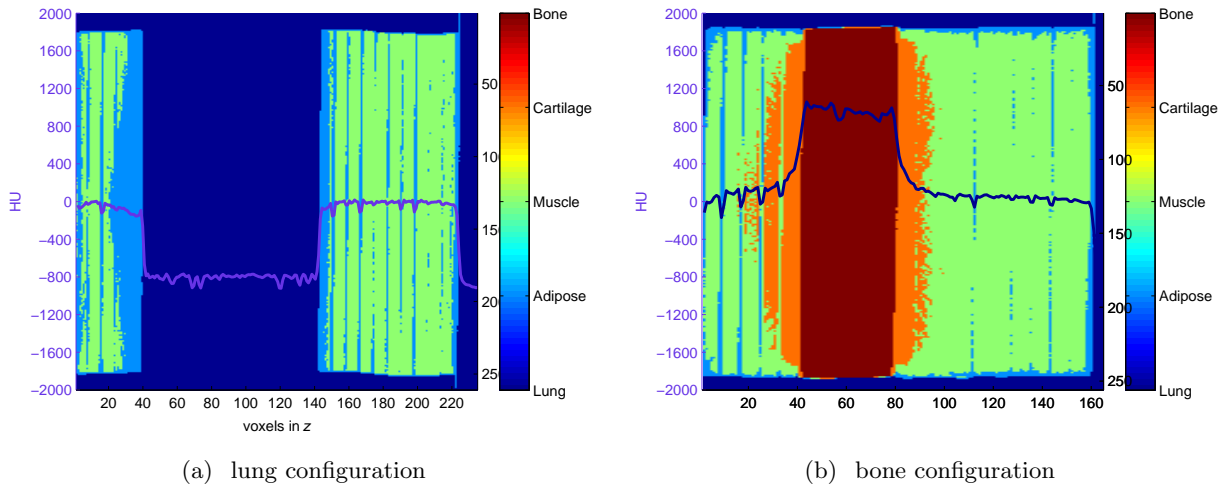 2000
1600
1200
800
400
0
−400
−800
−1200
−1600
−2000
HU
20 40 60 80 100 120 140 160 180 200 220
voxels in z
50
100
150
200
250
Bone
Cartilage
Muscle
Adipose
Lung
(a) lung configuration
2000
1600
1200
800
400
0
−400
−800
−1200
−1600
−2000
HU
20 40 60 80 100 120 140 160
50
100
150
200
250
Bone
Cartilage
Muscle
Adipose
Lung
(b) bone configuration